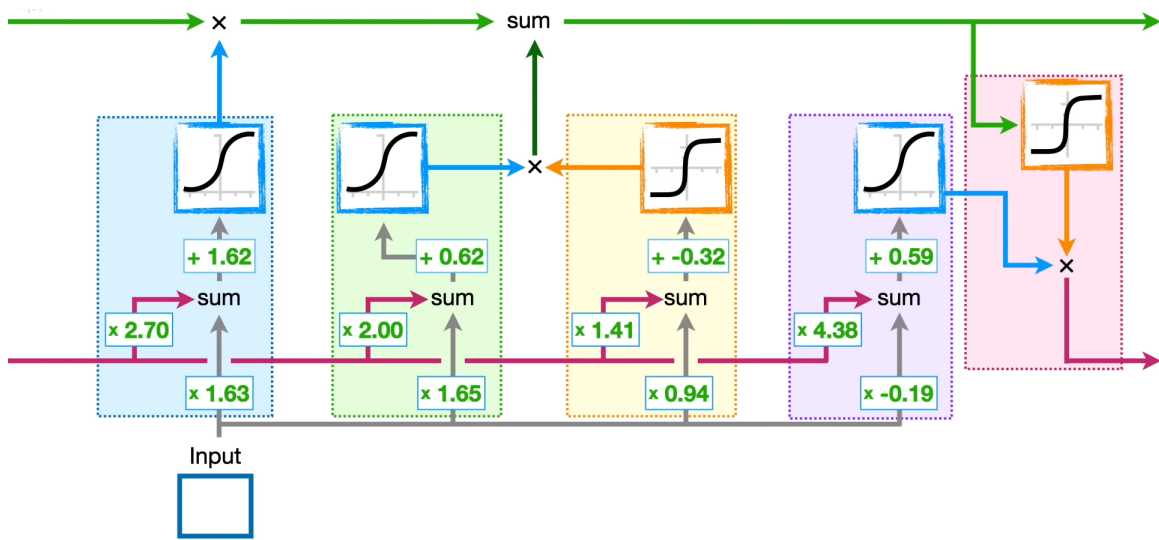 × sum
+ 1.62 + 0.62 + -0.32 + 0.59
×
×
sum sum sum sum
x 2.70 x 2.00 x 1.41 x 4.38
x 1.63 x 1.65 x 0.94 x -0.19
Input